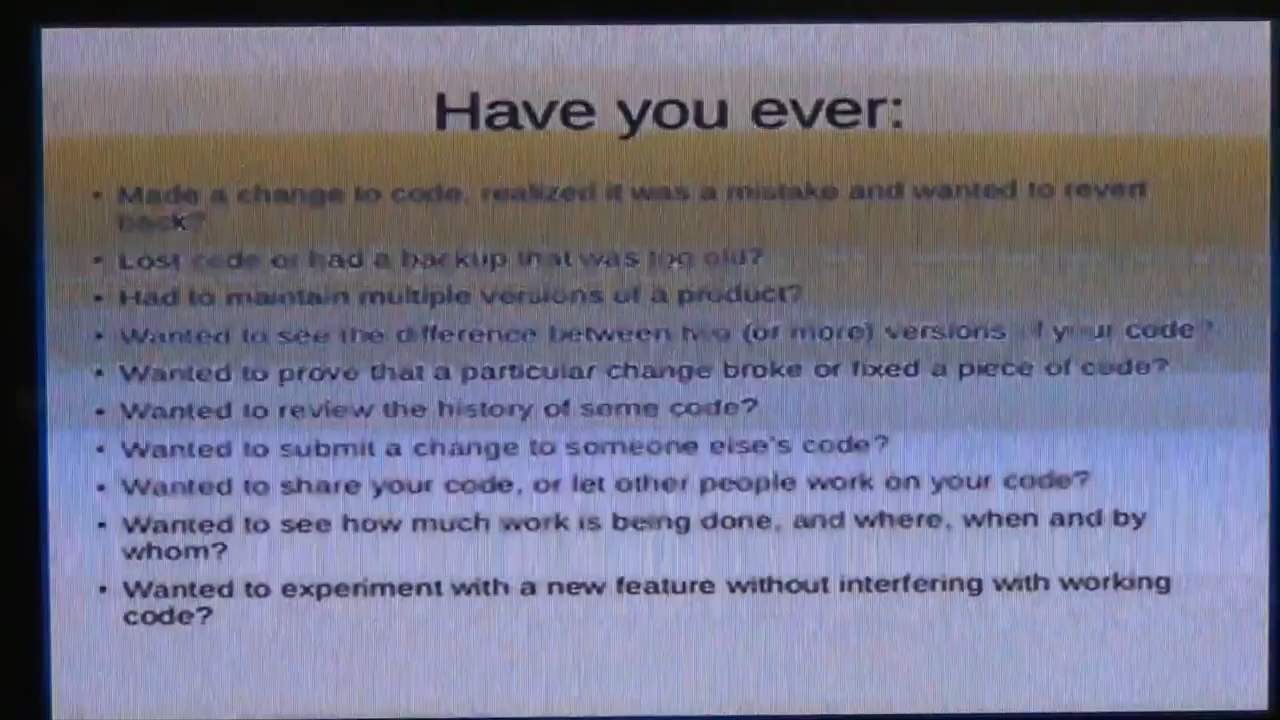 Have you ever:
• Made a change to code, realized it was a mistake and wanted to revert
back?
• Lost code or had a backup that was too old?
• Had to maintain multiple versions of a product?
• Wanted to see the difference between two (or more) versions of your code?
• Wanted to prove that a particular change broke or fixed a piece of code?
• Wanted to review the history of some code?
• Wanted to submit a change to someone else's code?
• Wanted to share your code, or let other people work on your code?
• Wanted to see how much work is being done, and where, when and by
whom?
• Wanted to experiment with a new feature without interfering with working
code?